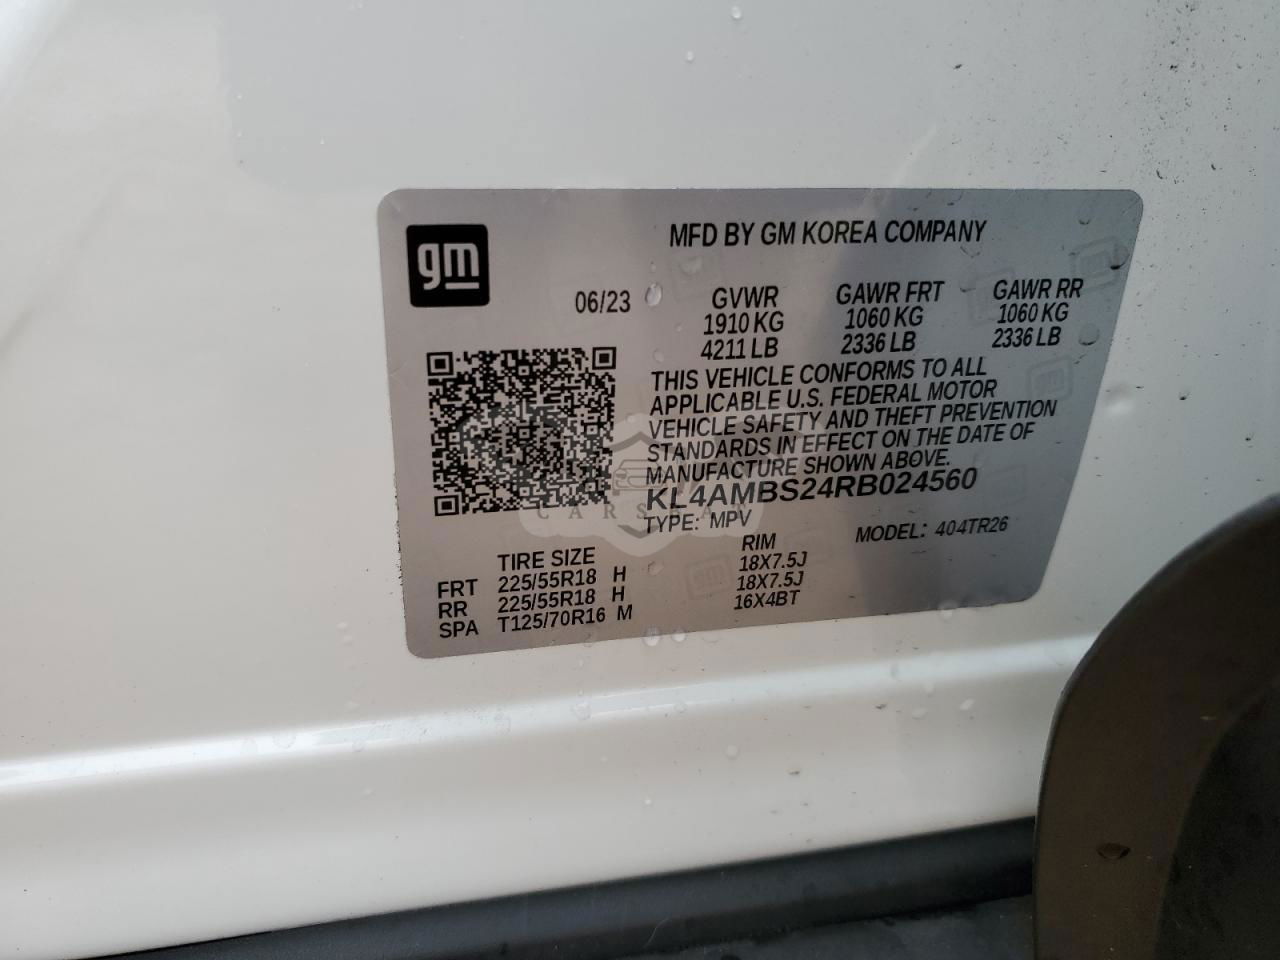 gm
MFD BY GM KOREA COMPANY
06/23
GVWR GAWR FRT GAWR RR
1910 KG 1060 KG 1060 KG
4211 LB 2336 LB 2336 LB
THIS VEHICLE CONFORMS TO ALL
APPLICABLE U.S. FEDERAL MOTOR
VEHICLE SAFETY AND THEFT PREVENTION
STANDARDS IN EFFECT ON THE DATE OF
MANUFACTURE SHOWN ABOVE.
KL4AMBS24RB024560
TYPE: MPV MODEL: 404TR26
TIRE SIZE RIM
FRT 225/55R18 H 18X7.5J
RR 225/55R18 H 18X7.5J
SPA T125/70R16 M 16X4BT